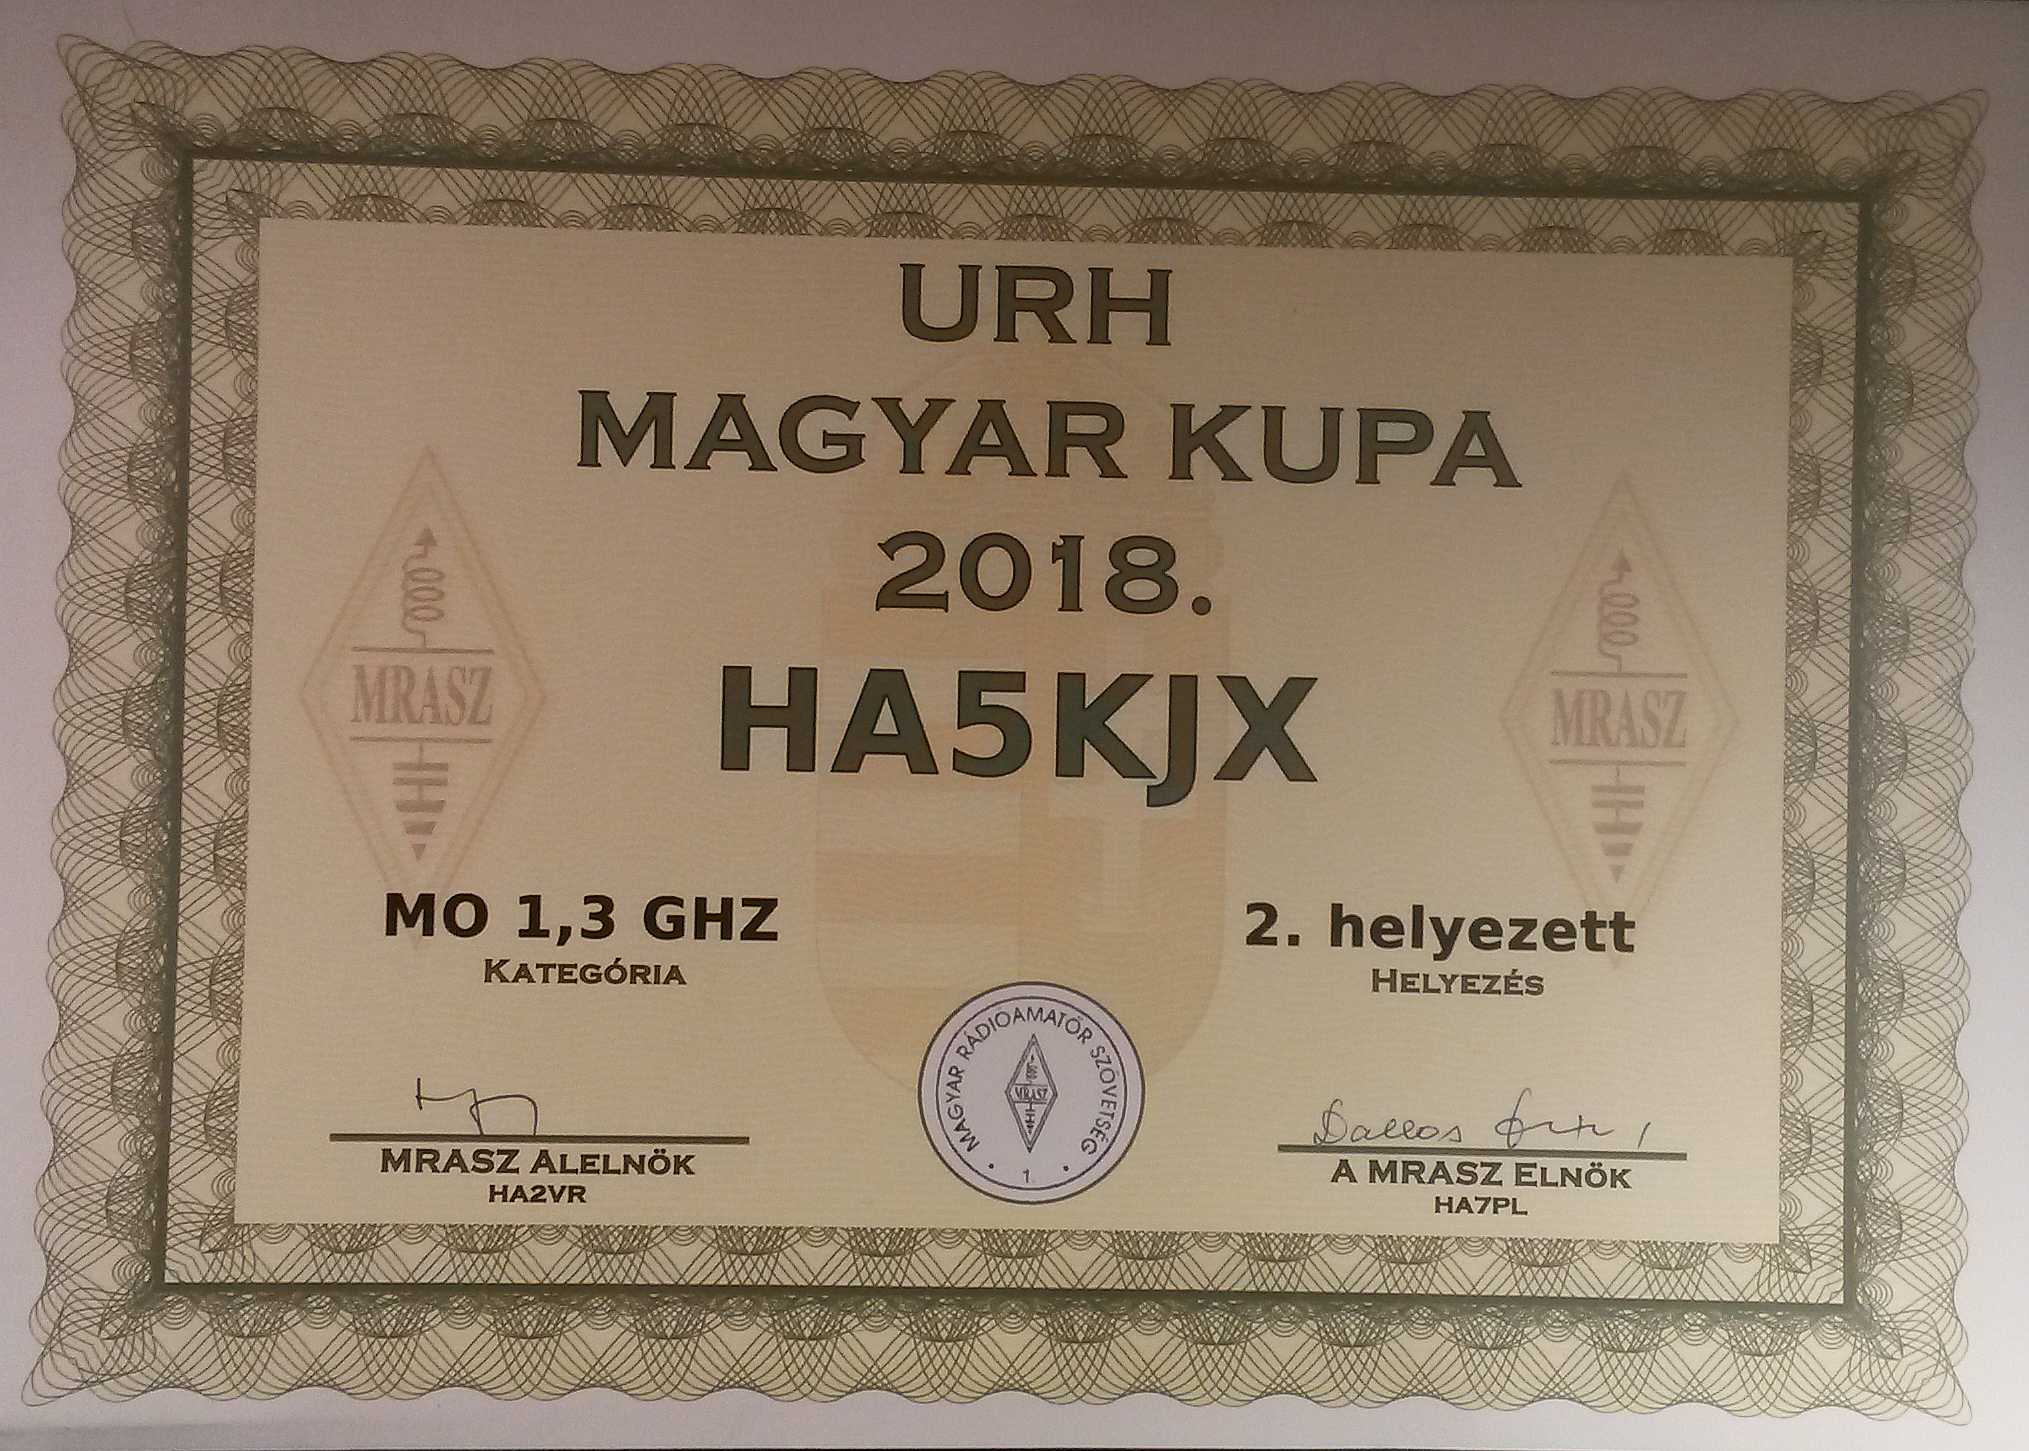 URH
MAGYAR KUPA
2018.
HA5KJX
MRASZ
MRASZ
MO 1,3 GHZ
KATEGÓRIA
2. helyezett
HELYEZÉS
MAGYAR RÁDIOAMATŐR SZÖVETSÉG
MRASZ
1.
MRASZ ALELNÖK
HA2VR
Dallos
A MRASZ ELNÖK
HA7PL